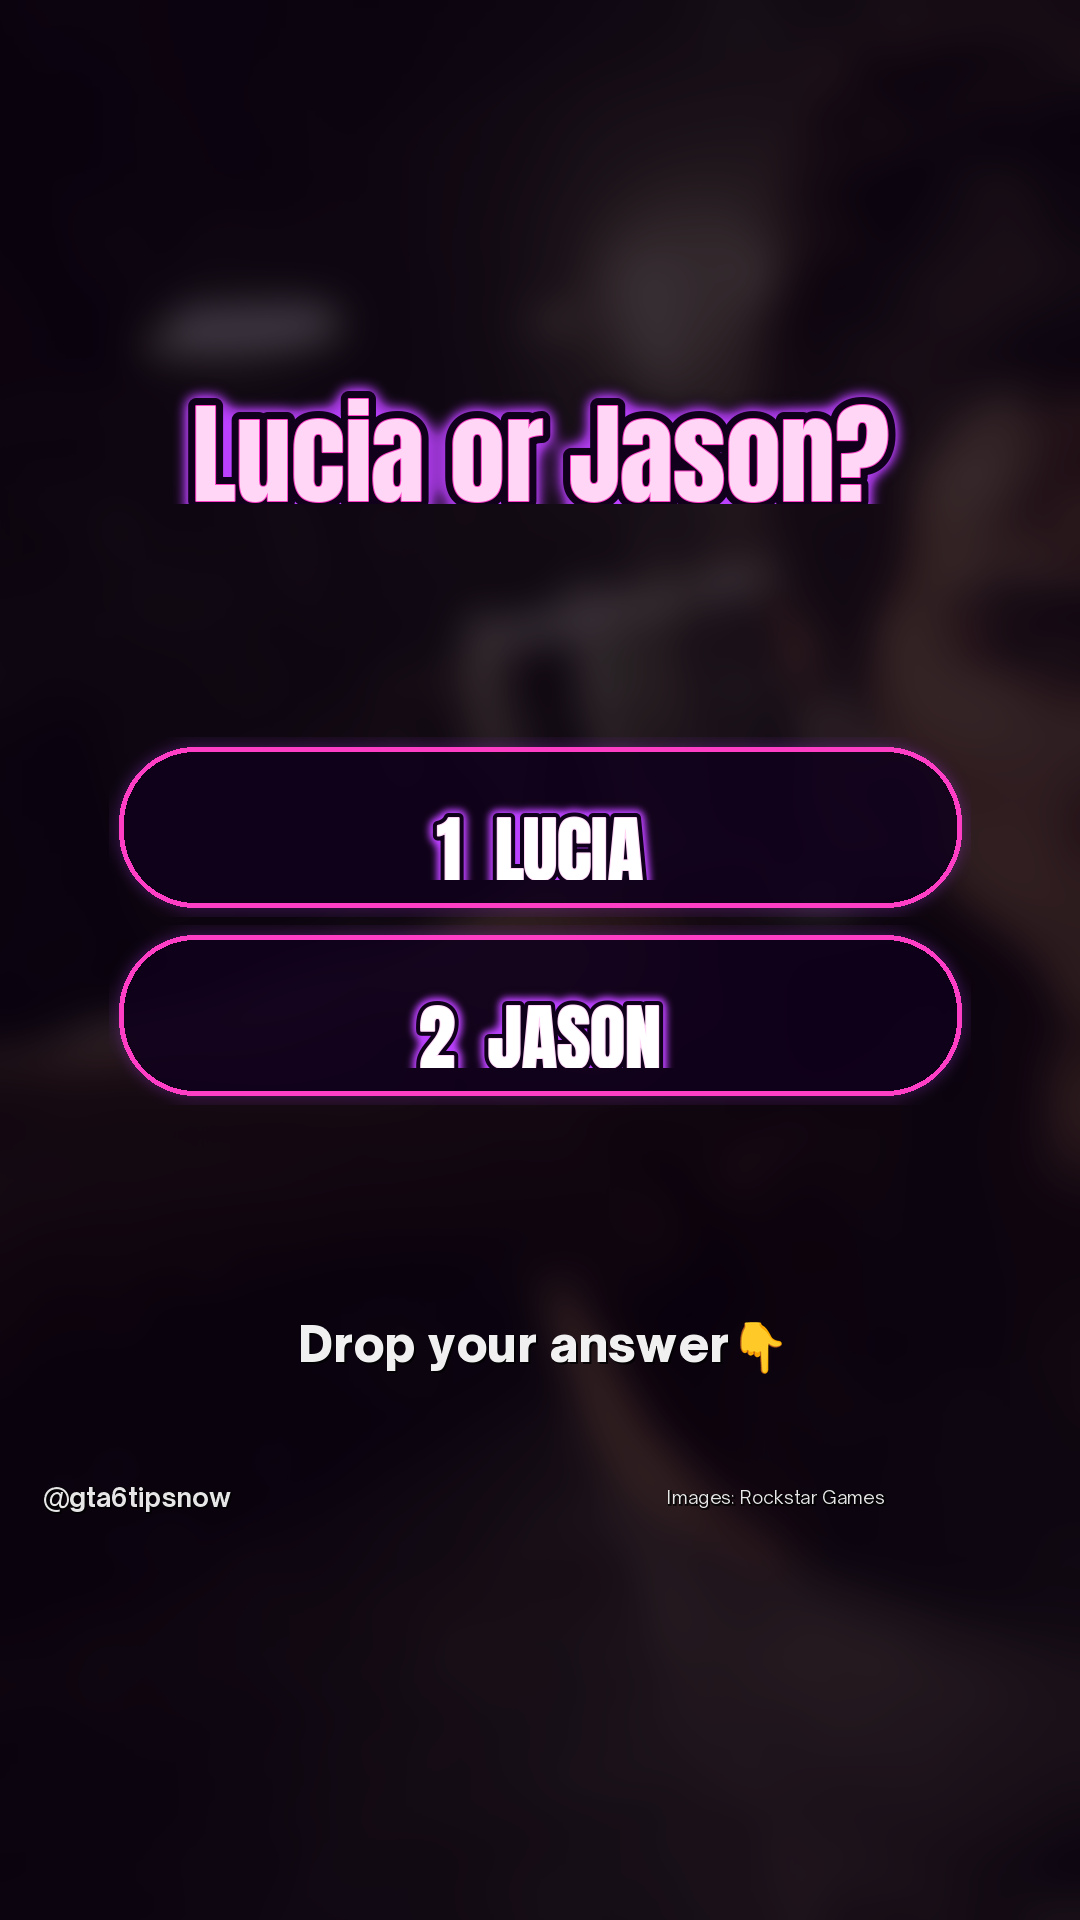 Lucia or Jason?
1 LUCIA
2 JASON
Drop your answer👇
@gta6tipsnow
Images: Rockstar Games